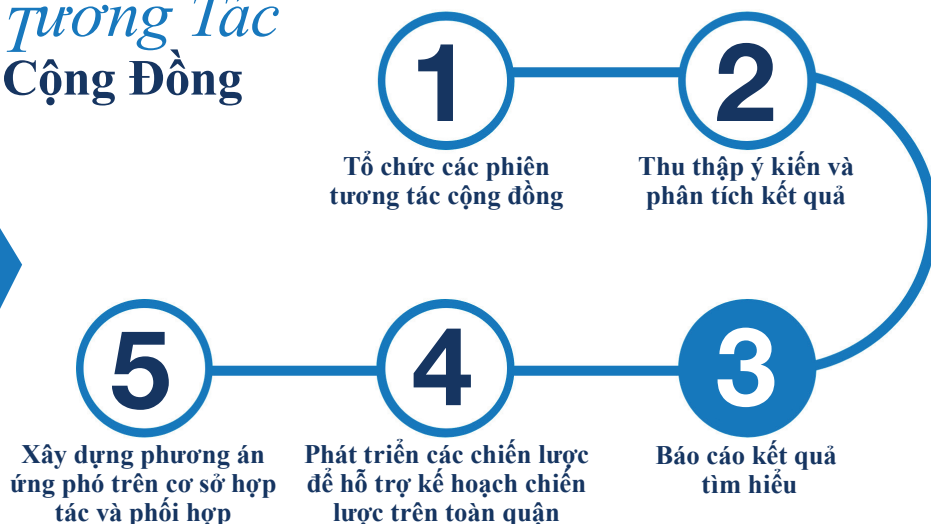 Tương Tác
Cộng Đồng
1
Tổ chức các phiên
tương tác cộng đồng
2
Thu thập ý kiến và
phân tích kết quả
3
Báo cáo kết quả
tìm hiểu
4
Phát triển các chiến lược
để hỗ trợ kế hoạch chiến
lược trên toàn quận
5
Xây dựng phương án
ứng phó trên cơ sở hợp
tác và phối hợp